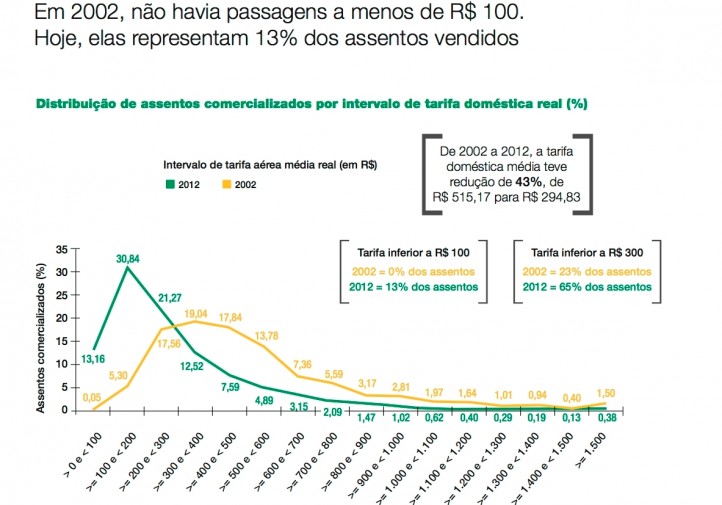 Em 2002, não havia passagens a menos de R$ 100.
Hoje, elas representam 13% dos assentos vendidos
Distribuição de assentos comercializados por intervalo de tarifa doméstica real (%)
De 2002 a 2012, a tarifa
doméstica média teve
redução de 43%, de
R$ 515,17 para R$ 294,83
Intervalo de tarifa aérea média real (em R$)
2012 2002
Tarifa inferior a R$ 100
2002 = 0% dos assentos
2012 = 13% dos assentos
Tarifa inferior a R$ 300
2002 = 23% dos assentos
2012 = 65% dos assentos
Assentos comercializados (%)
35
30
25
20
15
10
5
0
13,16 30,84 21,27 12,52 7,59 4,89 3,15 2,09 1,47 1,02 0,62 0,40 0,29 0,19 0,13 0,38
0,05 5,30 17,56 19,04 17,84 13,78 7,36 5,59 3,17 2,81 1,97 1,64 1,01 0,94 0,40 1,50
> 0 e < 100
>= 100 e < 200
>= 200 e < 300
>= 300 e < 400
>= 400 e < 500
>= 500 e < 600
>= 600 e < 700
>= 700 e < 800
>= 800 e < 900
>= 900 e < 1.000
>= 1.000 e < 1.100
>= 1.100 e < 1.200
>= 1.200 e < 1.300
>= 1.300 e < 1.400
>= 1.400 e < 1.500
>= 1.500